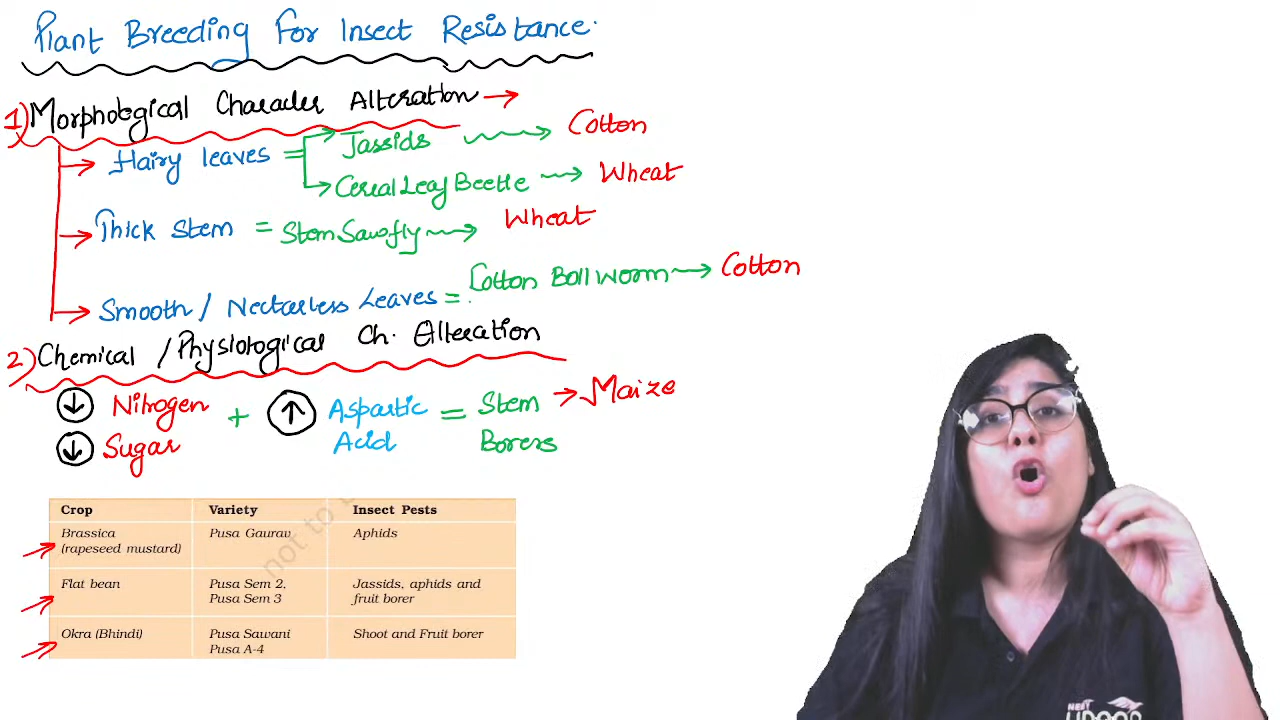 Plant Breeding For Insect Resistance.
1) Morphological Character Alteration →
→ Hairy leaves = → Jassids → Cotton
→ Cereal Leaf Beetle → Wheat
→ Thick Stem = Stem Sawfly → Wheat
→ Smooth / Nectarless Leaves = Cotton Boll worm → Cotton
2) Chemical / Physiological Ch. Alteration
↓ Nitrogen + ↑ Aspartic = Stem → Maize
↓ Sugar Acid Borers
Crop Variety Insect Pests
Brassica Pusa Gaurav Aphids
(rapeseed mustard)
Flat bean Pusa Sem 2, Jassids, aphids and
Pusa Sem 3 fruit borer
Okra (Bhindi) Pusa Sawani Shoot and Fruit borer
Pusa A-4
not to
NEET